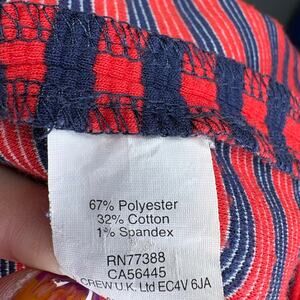 67% Polyester
32% Cotton
1% Spandex
RN77388
CA56445
CREW U.K. Ltd EC4V 6JA